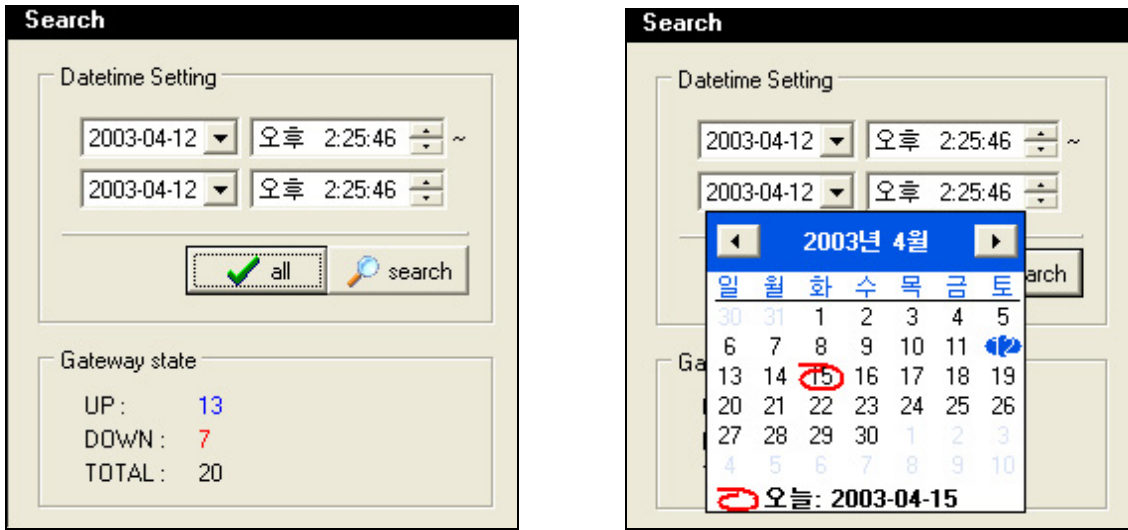 Search
Datetime Setting
2003-04-12 오후 2:25:46 ~
2003-04-12 오후 2:25:46
all search
Gateway state
UP : 13
DOWN : 7
TOTAL : 20
Search
Datetime Setting
2003-04-12 오후 2:25:46 ~
2003-04-12 오후 2:25:46
2003년 4월
arch
일 월 화 수 목 금 토
30 31 1 2 3 4 5
6 7 8 9 10 11 12
Ga
13 14 15 16 17 18 19
20 21 22 23 24 25 26
27 28 29 30 1 2 3
4 5 6 7 8 9 10
오늘: 2003-04-15